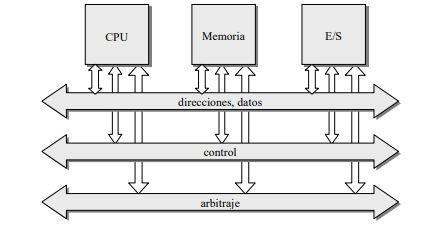 CPU
Memoria
E/S
direcciones, datos
control
arbitraje